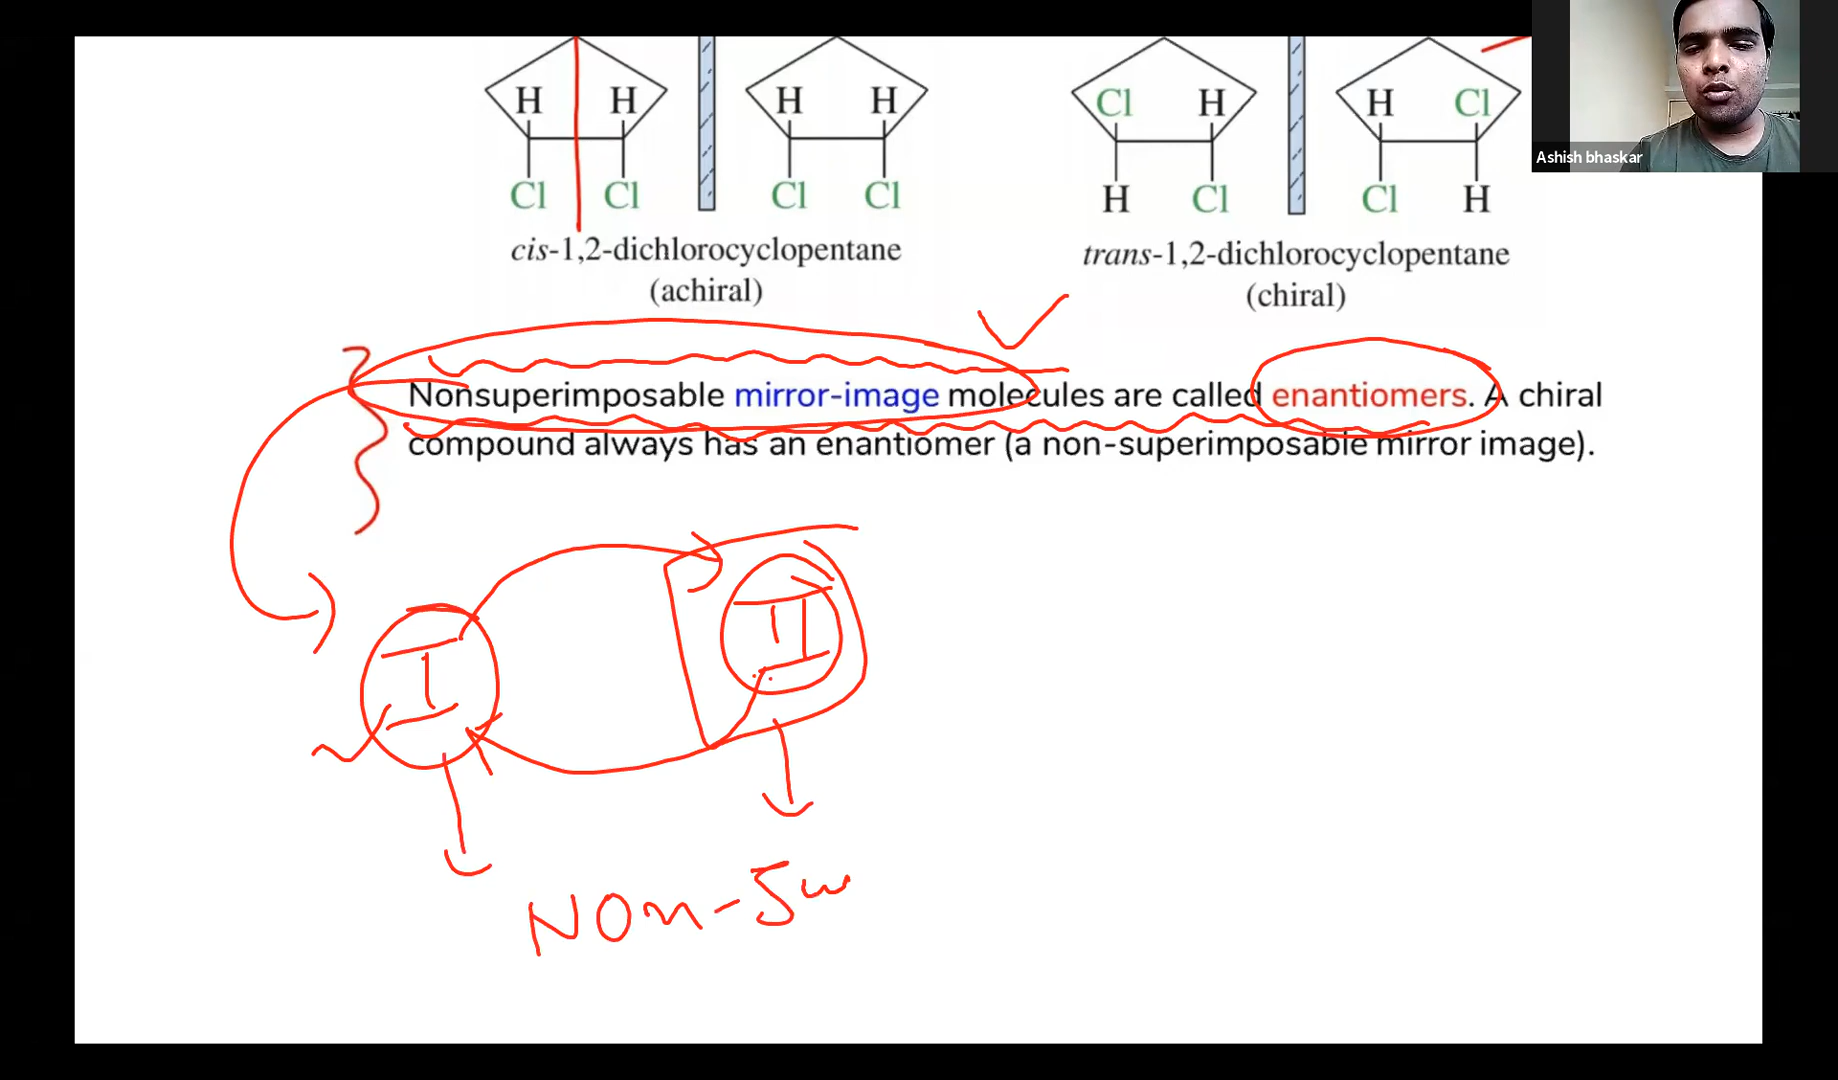 H H H H Cl H H Cl
Cl Cl Cl Cl H Cl Cl H
Ashish bhaskar
cis-1,2-dichlorocyclopentane
(achiral)
trans-1,2-dichlorocyclopentane
(chiral)
Nonsuperimposable mirror-image molecules are called enantiomers. A chiral
compound always has an enantiomer (a non-superimposable mirror image).
I
II
Non-Su